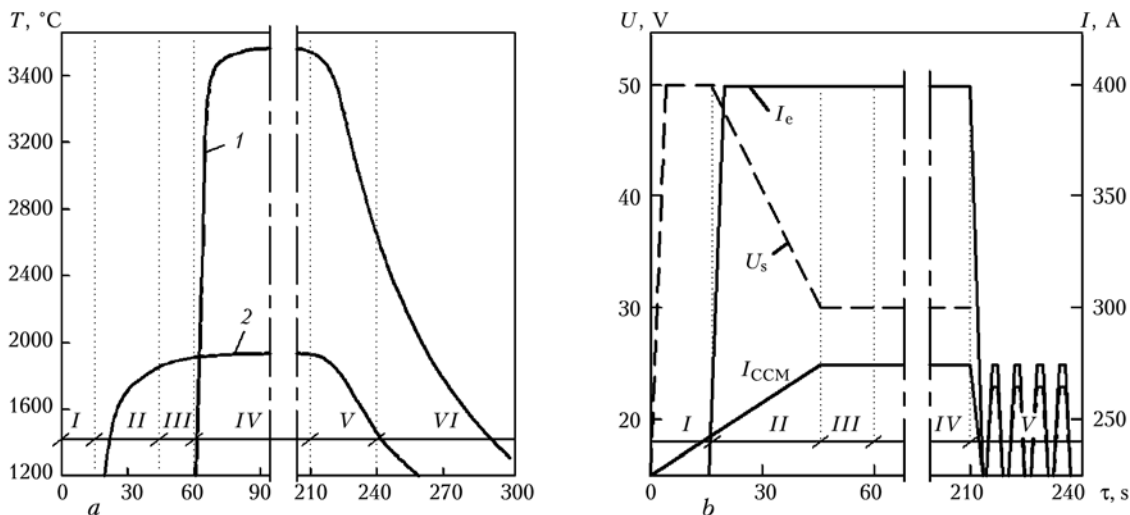 T, °C
3400
3200
2800
2400
2000
1600
1200
1
2
I II III IV V VI
0 30 60 90 210 240 270 300
a
U, V
I, A
50
40
30
20
400
350
300
250
I_e
U_s
I_CCM
I II III IV V
0 30 60 210 240 τ, s
b